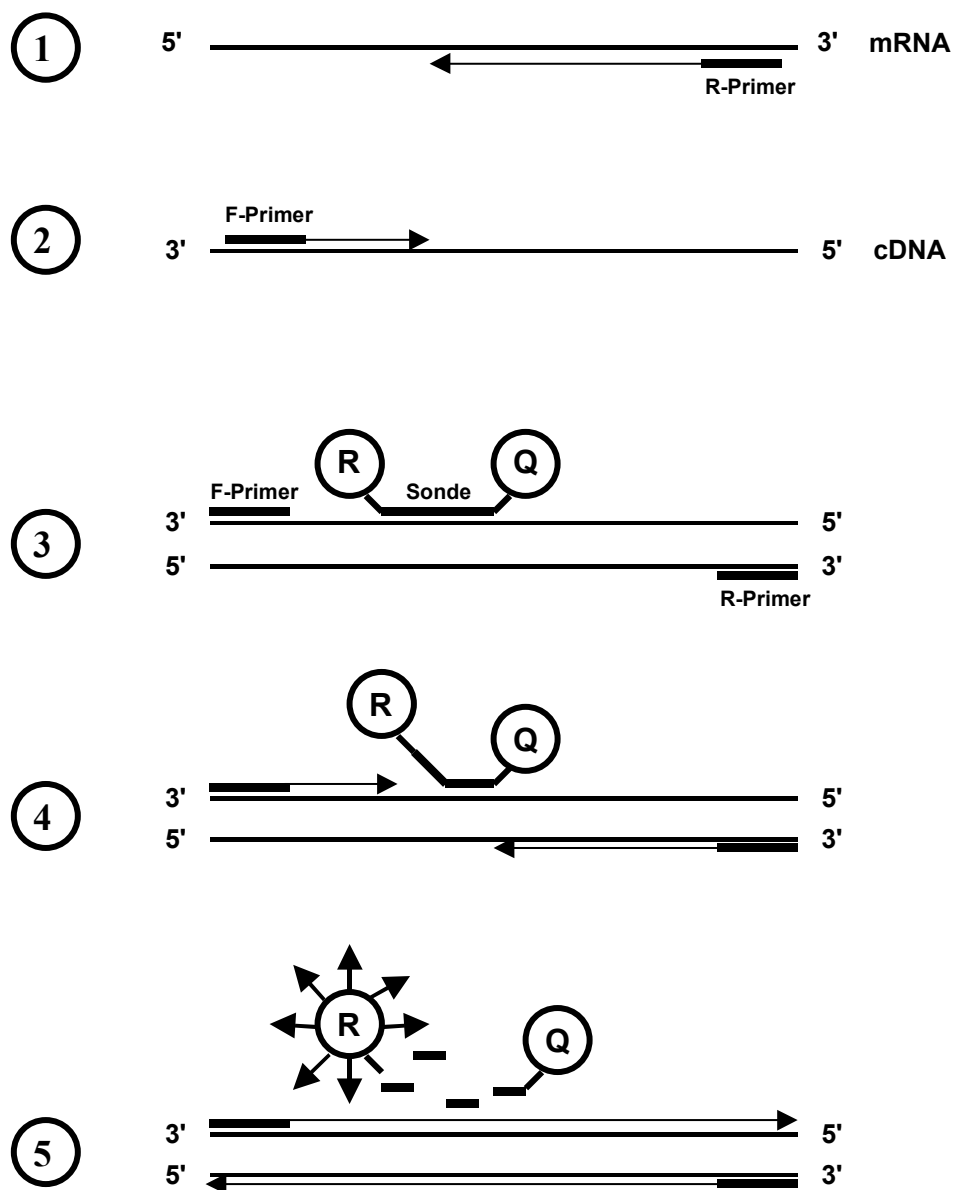 1 5' 3' mRNA
R-Primer
F-Primer
2 3' 5' cDNA
R Q
F-Primer Sonde
3' 5'
3
5' 3'
R-Primer
R
Q
3' 5'
4
5' 3'
R Q
3' 5'
5
5' 3'